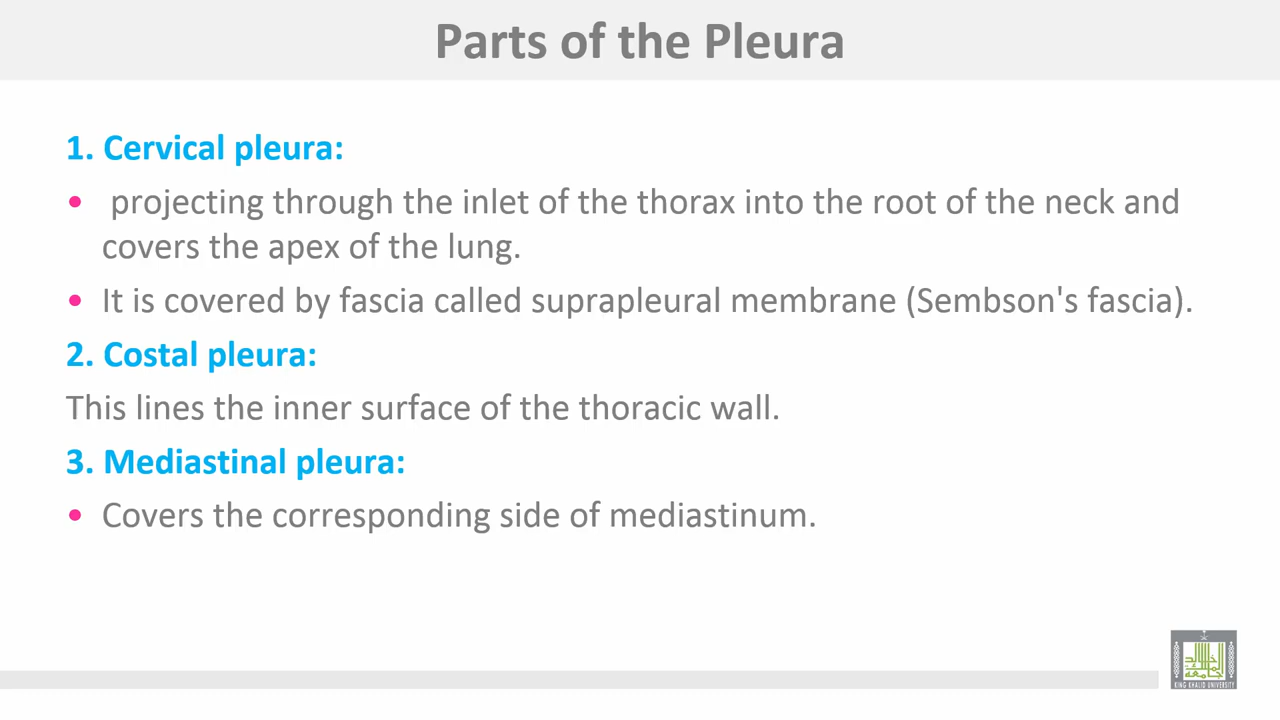 Parts of the Pleura
1. Cervical pleura:
• projecting through the inlet of the thorax into the root of the neck and
covers the apex of the lung.
• It is covered by fascia called suprapleural membrane (Sembson's fascia).
2. Costal pleura:
This lines the inner surface of the thoracic wall.
3. Mediastinal pleura:
• Covers the corresponding side of mediastinum.
KING KHALID UNIVERSITY